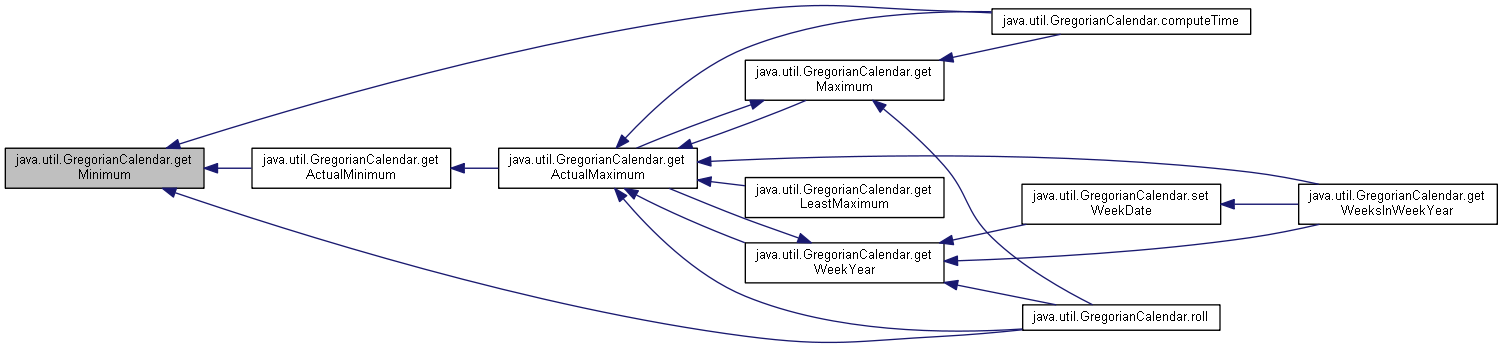 java.util.GregorianCalendar.get
Minimum
java.util.GregorianCalendar.get
ActualMinimum
java.util.GregorianCalendar.get
ActualMaximum
java.util.GregorianCalendar.computeTime
java.util.GregorianCalendar.get
Maximum
java.util.GregorianCalendar.get
LeastMaximum
java.util.GregorianCalendar.get
WeekYear
java.util.GregorianCalendar.set
WeekDate
java.util.GregorianCalendar.get
WeeksInWeekYear
java.util.GregorianCalendar.roll